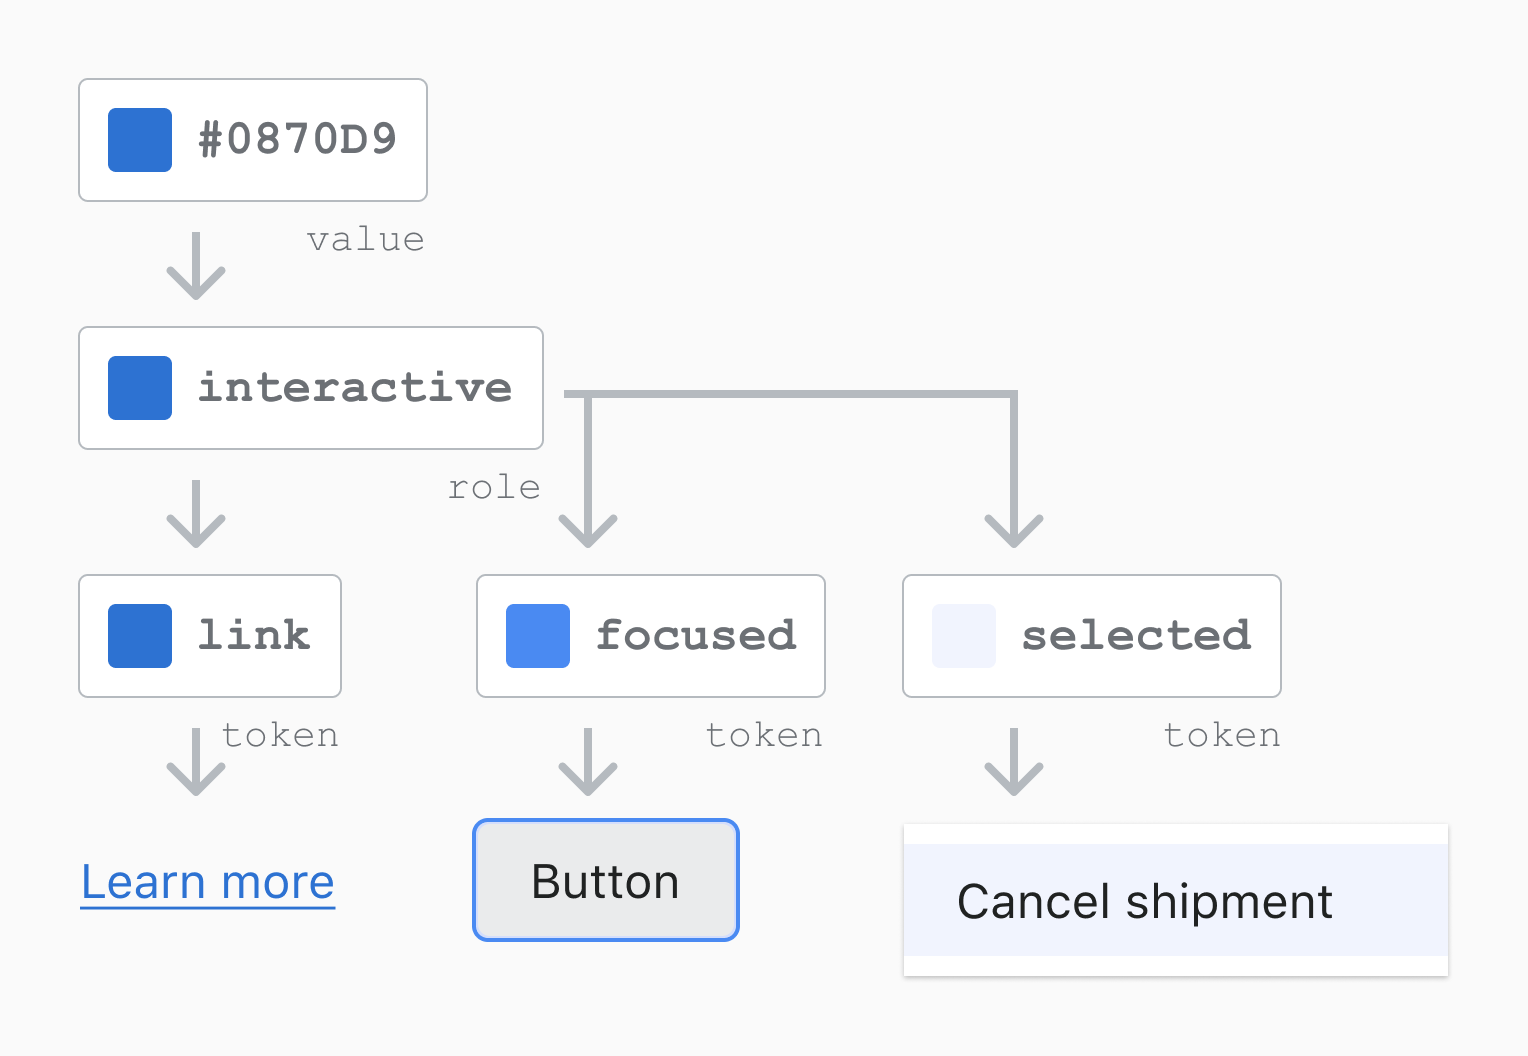 #0870D9
value
interactive
role
link
focused
selected
token
token
token
Learn more
Button
Cancel shipment